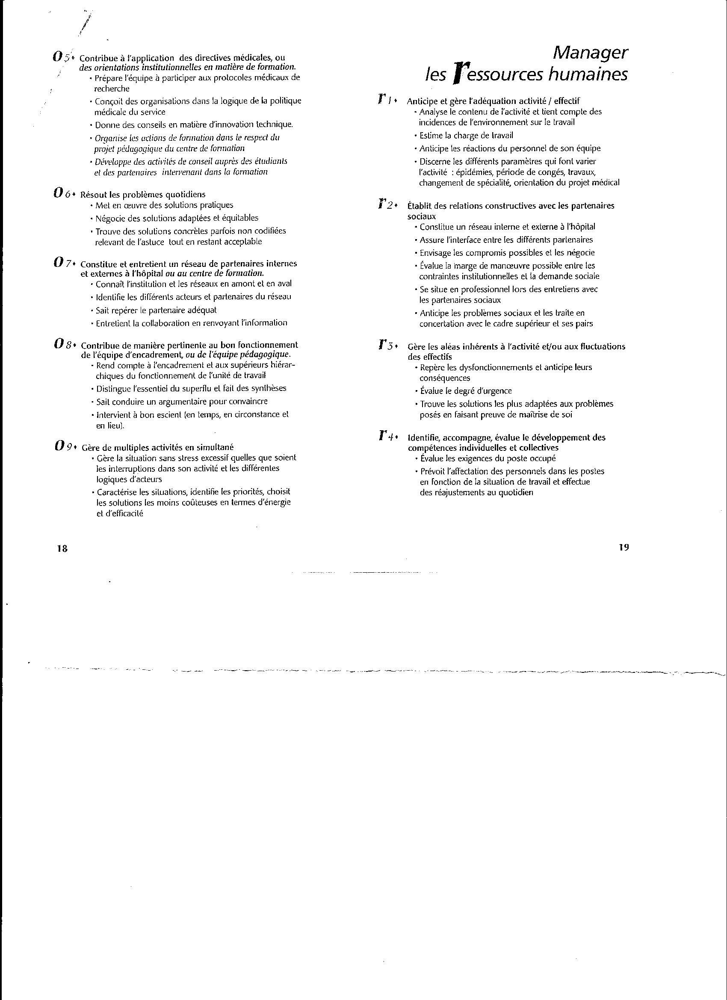 O 5 Contribue à l'application des directives médicales, ou
des orientations institutionnelles en matière de formation.
• Prépare l'équipe à participer aux protocoles médicaux de
recherche
• Conçoit des organisations dans la logique de la politique
médicale du service
• Donne des conseils en matière d'innovation technique.
• Organise les actions de formation dans le respect du
projet pédagogique du centre de formation
• Développe des activités de conseil auprès des étudiants
et des partenaires intervenant dans la formation
O 6 Résout les problèmes quotidiens
• Met en œuvre des solutions pratiques
• Négocie des solutions adaptées et équitables
• Trouve des solutions concrètes parfois non codifiées
relevant de l'astuce tout en restant acceptable
O 7 Constitue et entretient un réseau de partenaires internes
et externes à l'hôpital ou au centre de formation.
• Connaît l'institution et les réseaux en amont et en aval
• Identifie les différents acteurs et partenaires du réseau
• Sait repérer le partenaire adéquat
• Entretient la collaboration en renvoyant l'information
O 8 Contribue de manière pertinente au bon fonctionnement
de l'équipe d'encadrement, ou de l'équipe pédagogique.
• Rend compte à l'encadrement et aux supérieurs hiérar-
chiques du fonctionnement de l'unité de travail
• Distingue l'essentiel du superflu et fait des synthèses
• Sait conduire un argumentaire pour convaincre
• Intervient à bon escient (en temps, en circonstance et
en lieu).
O 9 Gère de multiples activités en simultané
• Gère la situation sans stress excessif quelles que soient
les interruptions dans son activité et les différentes
logiques d'acteurs
• Caractérise les situations, identifie les priorités, choisit
les solutions les moins coûteuses en termes d'énergie
et d'efficacité
18
Manager
les ressources humaines
r 1 Anticipe et gère l'adéquation activité / effectif
• Analyse le contenu de l'activité et tient compte des
incidences de l'environnement sur le travail
• Estime la charge de travail
• Anticipe les réactions du personnel de son équipe
• Discerne les différents paramètres qui font varier
l'activité : épidémies, période de congés, travaux,
changement de spécialité, orientation du projet médical
r 2 Établit des relations constructives avec les partenaires
sociaux
• Constitue un réseau interne et externe à l'hôpital
• Assure l'interface entre les différents partenaires
• Envisage les compromis possibles et les négocie
• Évalue la marge de manœuvre possible entre les
contraintes institutionnelles et la demande sociale
• Se situe en professionnel lors des entretiens avec
les partenaires sociaux
• Anticipe les problèmes sociaux et les traite en
concertation avec le cadre supérieur et ses pairs
r 3 Gère les aléas inhérents à l'activité et/ou aux fluctuations
des effectifs
• Repère les dysfonctionnements et anticipe leurs
conséquences
• Évalue le degré d'urgence
• Trouve les solutions les plus adaptées aux problèmes
posés en faisant preuve de maîtrise de soi
r 4 Identifie, accompagne, évalue le développement des
compétences individuelles et collectives
• Évalue les exigences du poste occupé
• Prévoit l'affectation des personnels dans les postes
en fonction de la situation de travail et effectue
des réajustements au quotidien
19